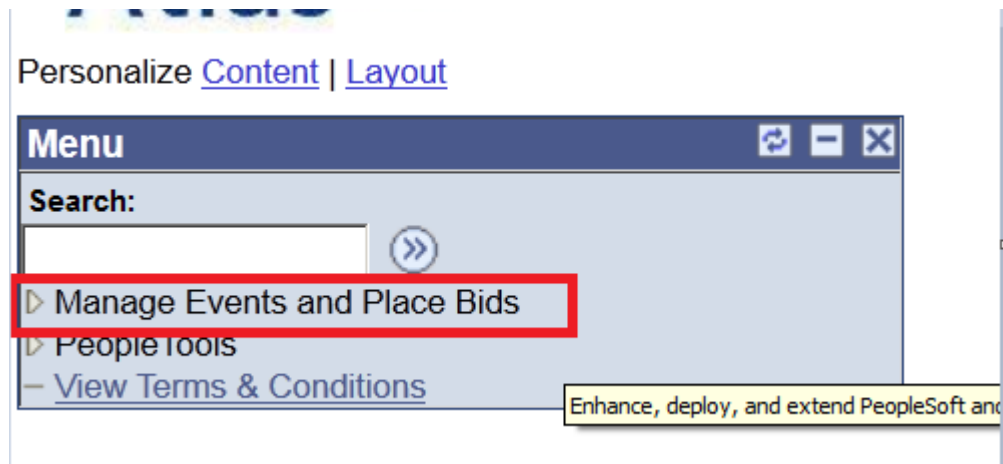 Personalize Content | Layout
Menu
Search:
Manage Events and Place Bids
PeopleTools
View Terms & Conditions
Enhance, deploy, and extend PeopleSoft and